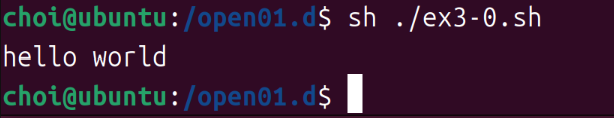 choi@ubuntu:/open01.d$ sh ./ex3-0.sh
hello world
choi@ubuntu:/open01.d$